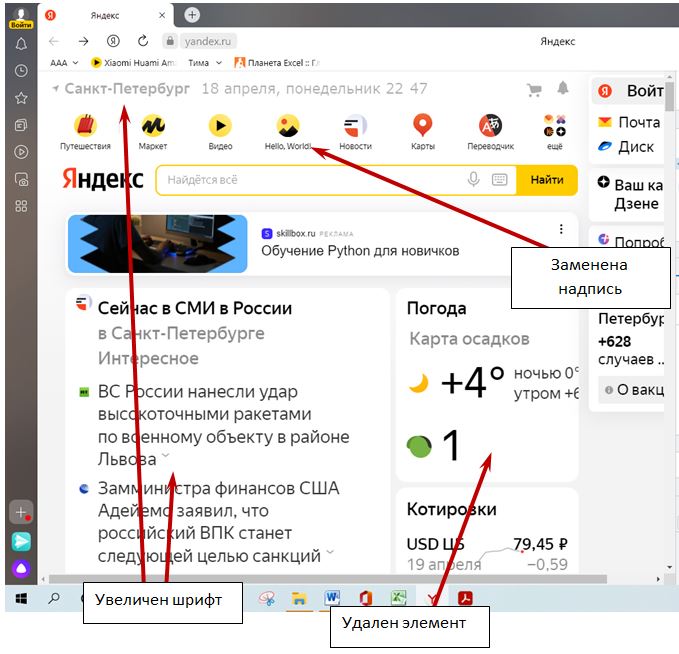 Войти
Яндекс
yandex.ru
Яндекс
AAA
Xiaomi Huami Am
Тима
Планета Excel :: Гл
Санкт-Петербург 18 апреля, понедельник 22 47
Войт
Почта
Диск
Ваш ка
Дзене
Попроб
Путешествия Маркет Видео Hello, World! Новости Карты Переводчик ещё
Яндекс Найдётся всё Найти
skillbox.ru РЕКЛАМА
Обучение Python для новичков
Заменена
надпись
Сейчас в СМИ в России
в Санкт-Петербурге
Интересное
ВС России нанесли удар
высокоточными ракетами
по военному объекту в районе
Львова
Замминистра финансов США
Адейемо заявил, что
российский ВПК станет
следующей целью санкций
Погода
Карта осадков
+4° ночью 0°
утром +6
1
Котировки
USD ЦБ 79,45 ₽
19 апреля −0,59
Петербур
+628
случаев ..
О вакц
Увеличен шрифт
Удален элемент